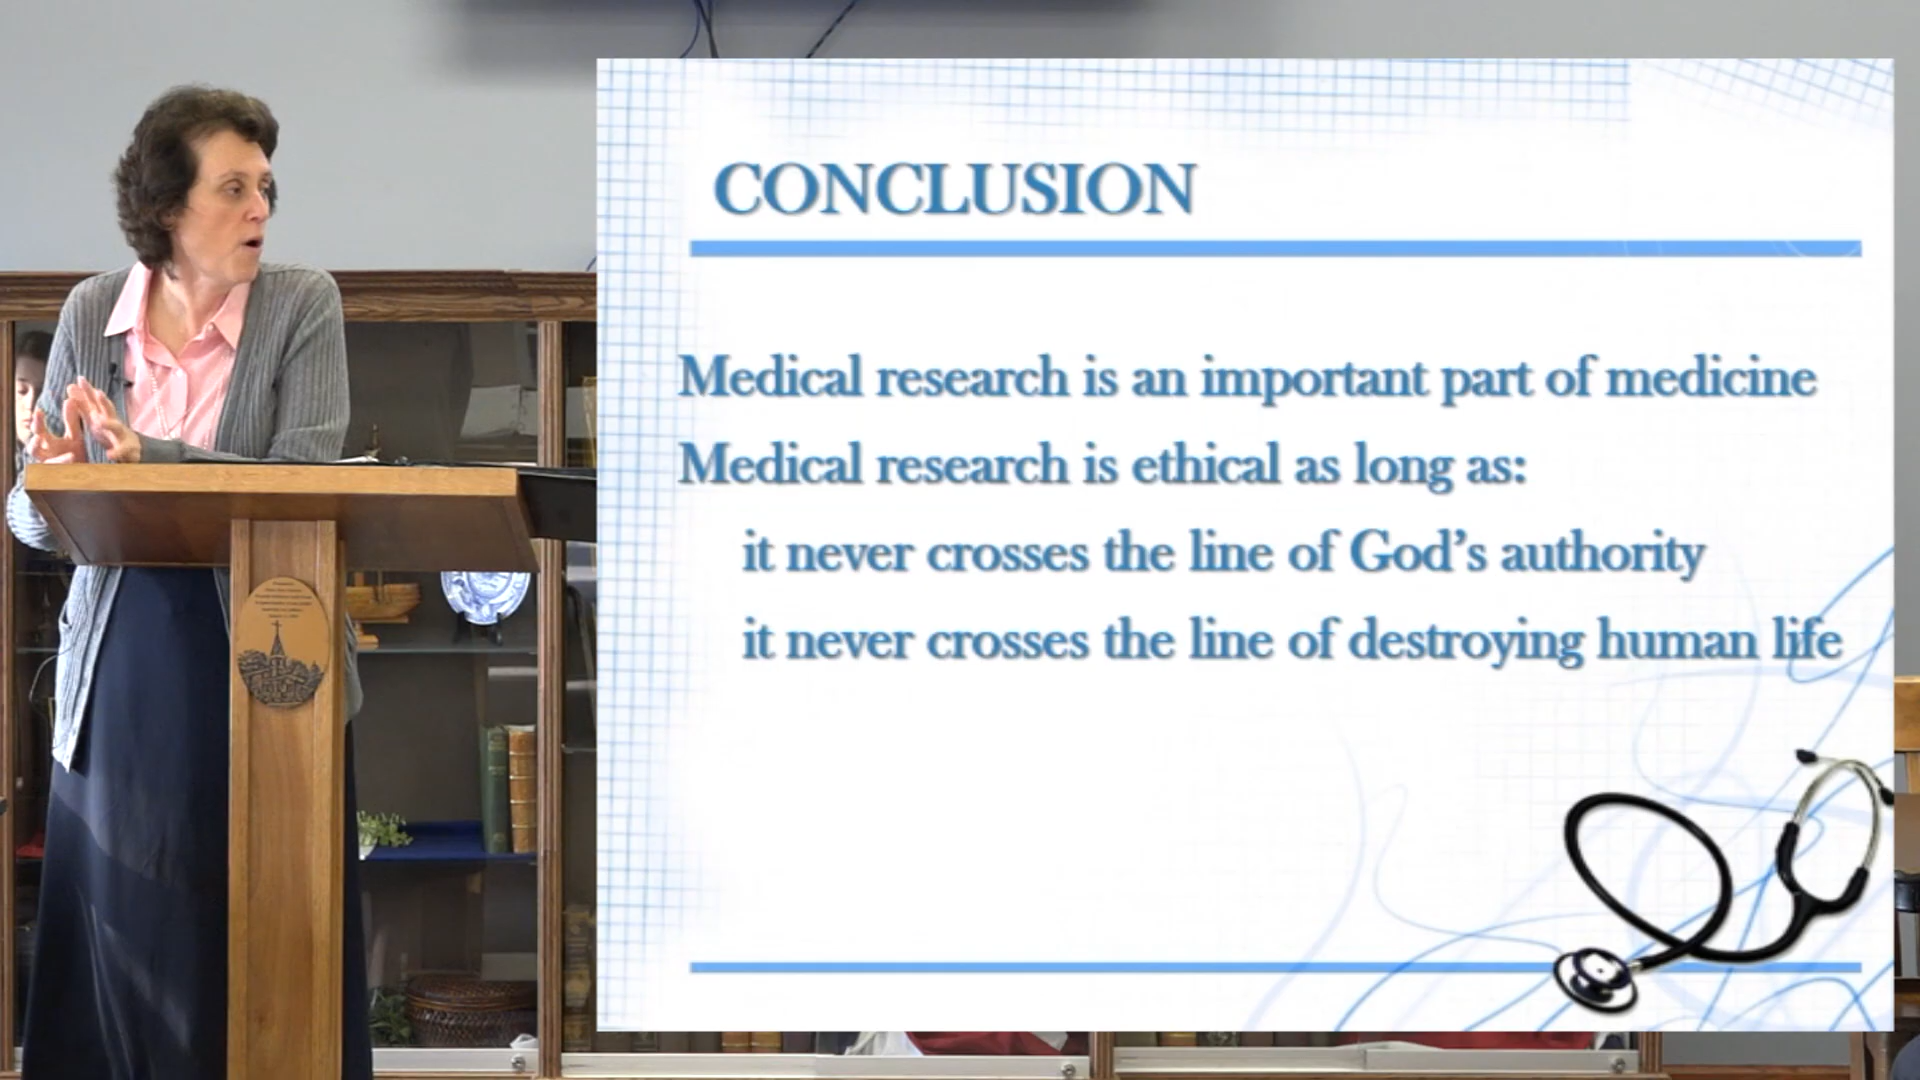 CONCLUSION
Medical research is an important part of medicine
Medical research is ethical as long as:
it never crosses the line of God's authority
it never crosses the line of destroying human life